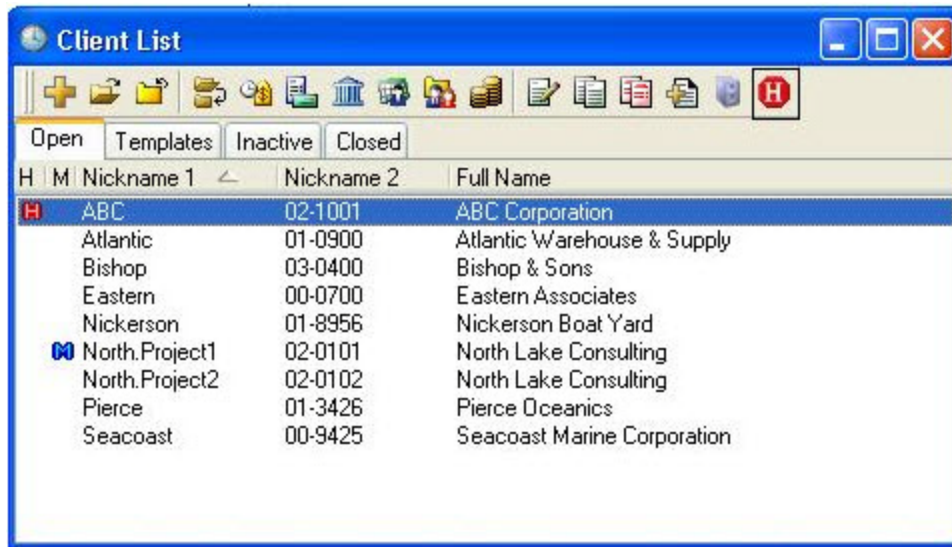 Client List
H
Open Templates Inactive Closed
H M Nickname 1 Nickname 2 Full Name
H ABC 02-1001 ABC Corporation
Atlantic 01-0900 Atlantic Warehouse & Supply
Bishop 03-0400 Bishop & Sons
Eastern 00-0700 Eastern Associates
Nickerson 01-8956 Nickerson Boat Yard
M North.Project1 02-0101 North Lake Consulting
North.Project2 02-0102 North Lake Consulting
Pierce 01-3426 Pierce Oceanics
Seacoast 00-9425 Seacoast Marine Corporation